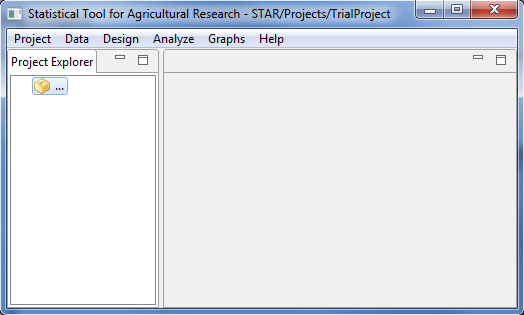 Statistical Tool for Agricultural Research - STAR/Projects/TrialProject
Project Data Design Analyze Graphs Help
Project Explorer
...